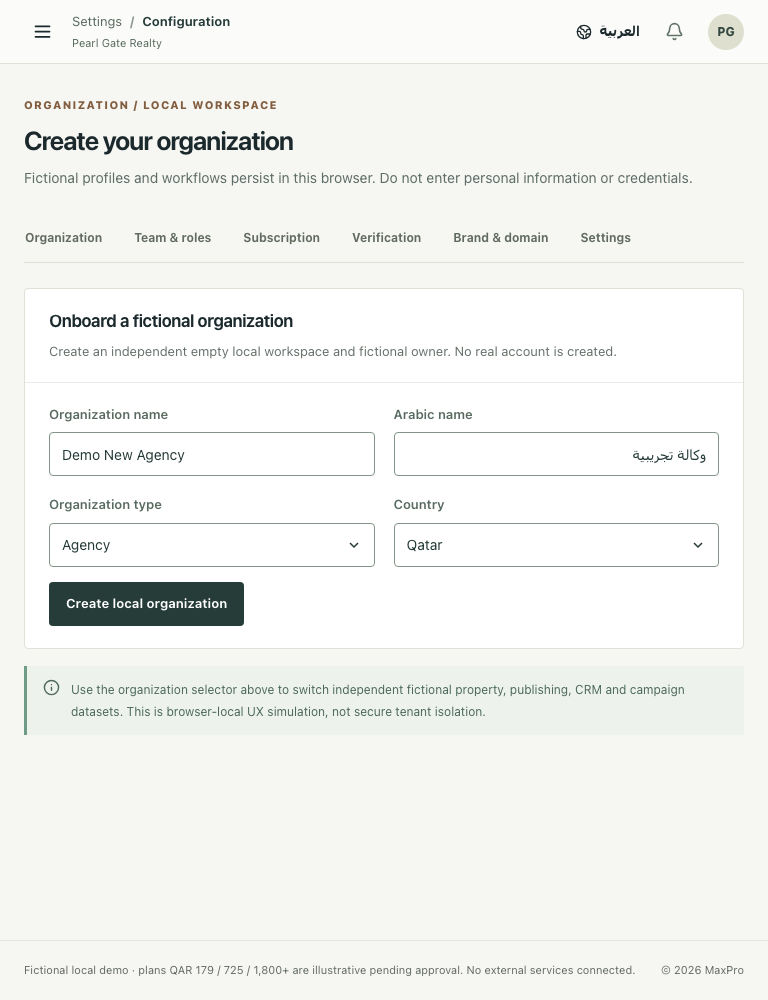 Settings / Configuration
Pearl Gate Realty
العربية
PG
ORGANIZATION / LOCAL WORKSPACE
Create your organization
Fictional profiles and workflows persist in this browser. Do not enter personal information or credentials.
Organization Team & roles Subscription Verification Brand & domain Settings
Onboard a fictional organization
Create an independent empty local workspace and fictional owner. No real account is created.
Organization name Arabic name
Demo New Agency وكالة تجريبية
Organization type Country
Agency Qatar
Create local organization
Use the organization selector above to switch independent fictional property, publishing, CRM and campaign
datasets. This is browser-local UX simulation, not secure tenant isolation.
Fictional local demo · plans QAR 179 / 725 / 1,800+ are illustrative pending approval. No external services connected. © 2026 MaxPro